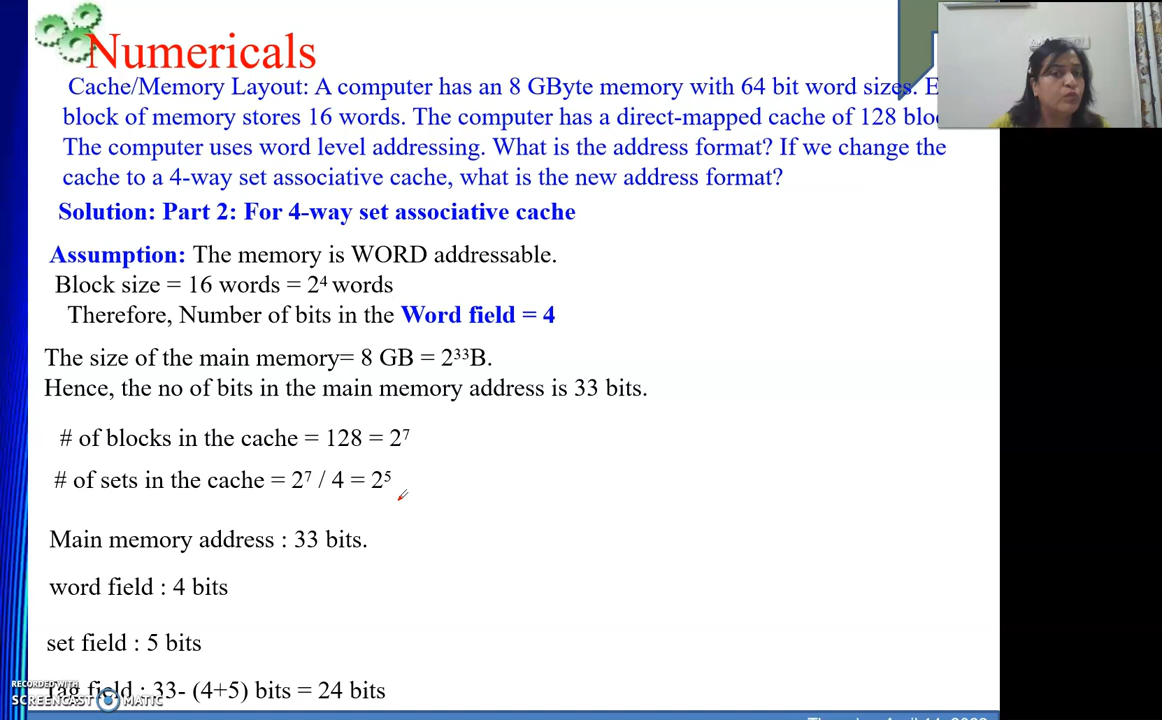 Numericals
Cache/Memory Layout: A computer has an 8 GByte memory with 64 bit word sizes. E
block of memory stores 16 words. The computer has a direct-mapped cache of 128 blo
The computer uses word level addressing. What is the address format? If we change the
cache to a 4-way set associative cache, what is the new address format?
Solution: Part 2: For 4-way set associative cache
Assumption: The memory is WORD addressable.
Block size = 16 words = 2⁴ words
Therefore, Number of bits in the Word field = 4
The size of the main memory= 8 GB = 2³³B.
Hence, the no of bits in the main memory address is 33 bits.
# of blocks in the cache = 128 = 2⁷
# of sets in the cache = 2⁷ / 4 = 2⁵
Main memory address : 33 bits.
word field : 4 bits
set field : 5 bits
Tag field : 33- (4+5) bits = 24 bits
RECORDED WITH
SCREENCAST MATIC